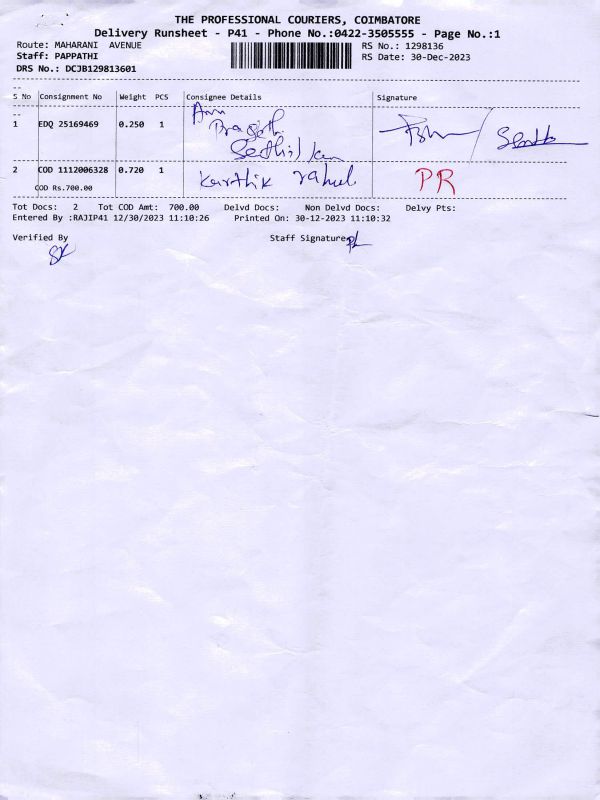 THE PROFESSIONAL COURIERS, COIMBATORE
Delivery Runsheet - P41 - Phone No.:0422-3505555 - Page No.:1
Route: MAHARANI AVENUE RS No.: 1298136
Staff: PAPPATHI RS Date: 30-Dec-2023
DRS No.: DCJB129813601
S No Consignment No Weight PCS Consignee Details Signature
1 EDQ 25169469 0.250 1
2 COD 1112006328 0.720 1 Karthik rahul PR
COD Rs.700.00
Tot Docs: 2 Tot COD Amt: 700.00 Delvd Docs: Non Delvd Docs: Delvy Pts:
Entered By :RAJIP41 12/30/2023 11:10:26 Printed On: 30-12-2023 11:10:32
Verified By Staff Signature